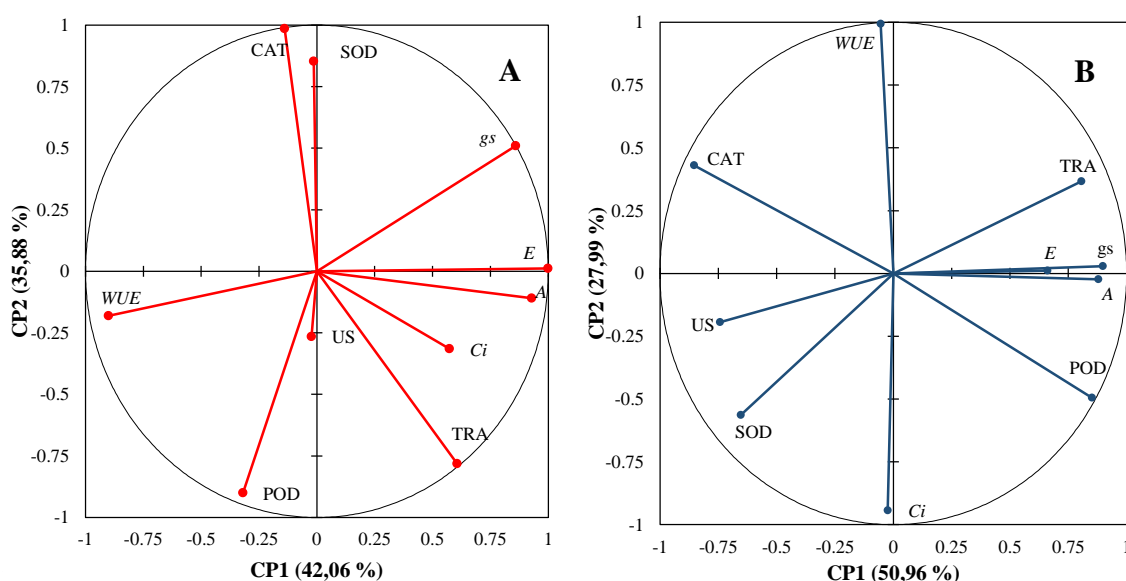 A
CP2 (35,88 %)
1
0.75
0.5
0.25
0
-0.25
-0.5
-0.75
-1
CAT
SOD
gs
E
A
WUE
US
Ci
TRA
POD
-1 -0.75 -0.5 -0.25 0 0.25 0.5 0.75 1
CP1 (42,06 %)
B
CP2 (27,99 %)
1
0.75
0.5
0.25
0
-0.25
-0.5
-0.75
-1
WUE
CAT
TRA
E
gs
A
US
POD
SOD
Ci
-1 -0.75 -0.5 -0.25 0 0.25 0.5 0.75 1
CP1 (50,96 %)